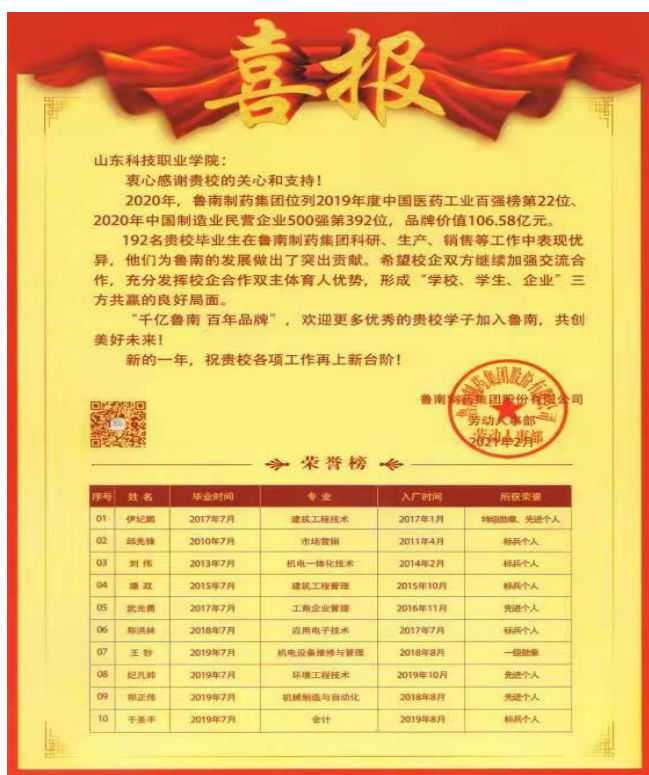 喜报
山东科技职业学院：
衷心感谢贵校的关心和支持！
2020年，鲁南制药集团位列2019年度中国医药工业百强榜第22位、
2020年中国制造业民营企业500强第392位，品牌价值106.58亿元。
192名贵校毕业生在鲁南制药集团科研、生产、销售等工作中表现优
异，他们为鲁南的发展做出了突出贡献。希望校企双方继续加强交流合
作，充分发挥校企合作双主体育人优势，形成“学校、学生、企业”三
方共赢的良好局面。
“千亿鲁南 百年品牌”，欢迎更多优秀的贵校学子加入鲁南，共创
美好未来！
新的一年，祝贵校各项工作再上新台阶！
鲁南制药集团股份有限公司
劳动人事部
2021年2月
荣誉榜
序号 姓 名 毕业时间 专 业 入厂时间 所获荣誉
01 伊纪鹏 2017年7月 建筑工程技术 2017年1月 特级勋章、先进个人
02 邱先锋 2010年7月 市场营销 2011年4月 标兵个人
03 刘 伟 2013年7月 机电一体化技术 2014年2月 标兵个人
04 康 政 2015年7月 建筑工程管理 2015年10月 标兵个人
05 武光勇 2017年7月 工商企业管理 2016年11月 先进个人
06 郑洪林 2018年7月 应用电子技术 2017年7月 标兵个人
07 王 钞 2019年7月 机电设备维修与管理 2018年8月 一级勋章
08 纪凡帅 2019年7月 环境工程技术 2019年10月 先进个人
09 郭正伟 2019年7月 机械制造与自动化 2018年8月 先进个人
10 于圣平 2019年7月 会计 2019年8月 标兵个人